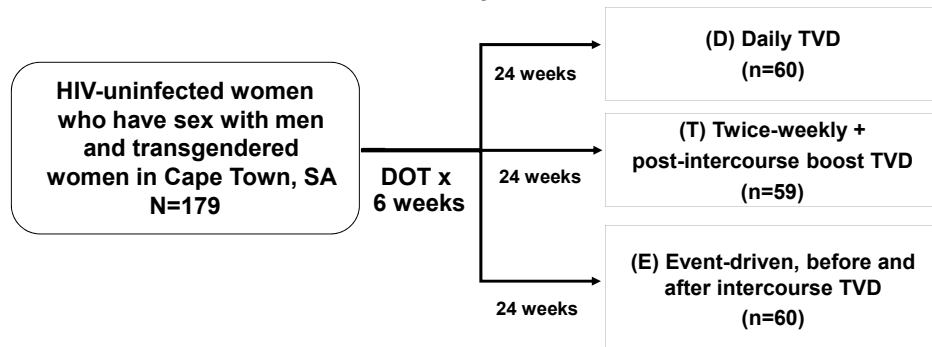 HIV-uninfected women
who have sex with men
and transgendered
women in Cape Town, SA
N=179
DOT x
6 weeks
24 weeks
(D) Daily TVD
(n=60)
24 weeks
(T) Twice-weekly +
post-intercourse boost TVD
(n=59)
24 weeks
(E) Event-driven, before and
after intercourse TVD
(n=60)